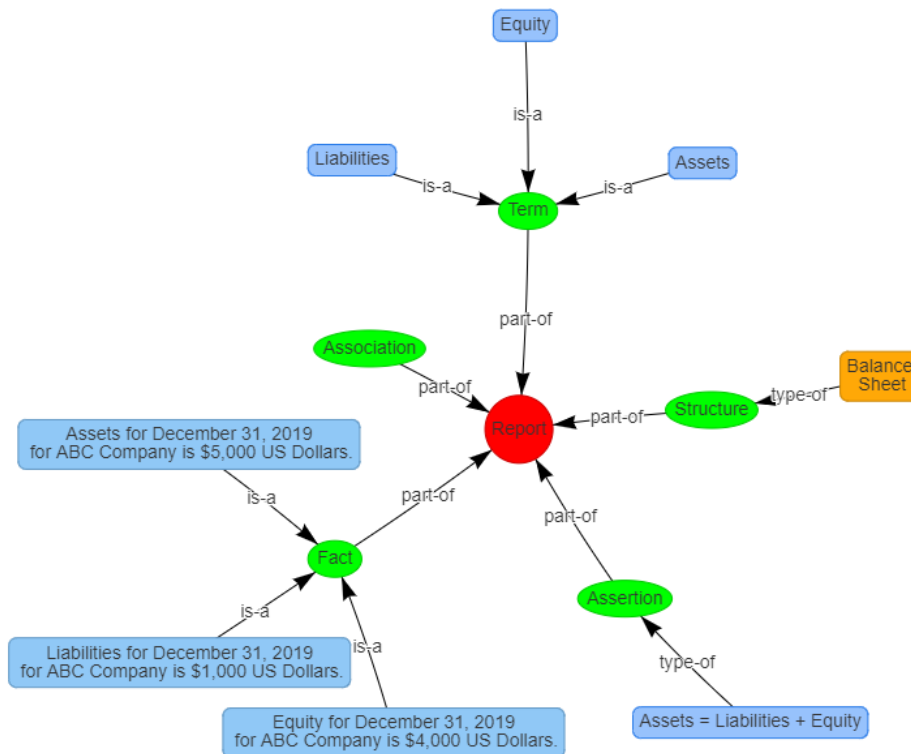 Equity
is-a
Liabilities
Assets
is-a
is-a
Term
part-of
Association
part-of
Balance
Sheet
type-of
Structure
part-of
Report
Assets for December 31, 2019
for ABC Company is $5,000 US Dollars.
is-a
part-of
part-of
Fact
Assertion
is-a
Liabilities for December 31, 2019
for ABC Company is $1,000 US Dollars.
is-a
type-of
Equity for December 31, 2019
for ABC Company is $4,000 US Dollars.
Assets = Liabilities + Equity